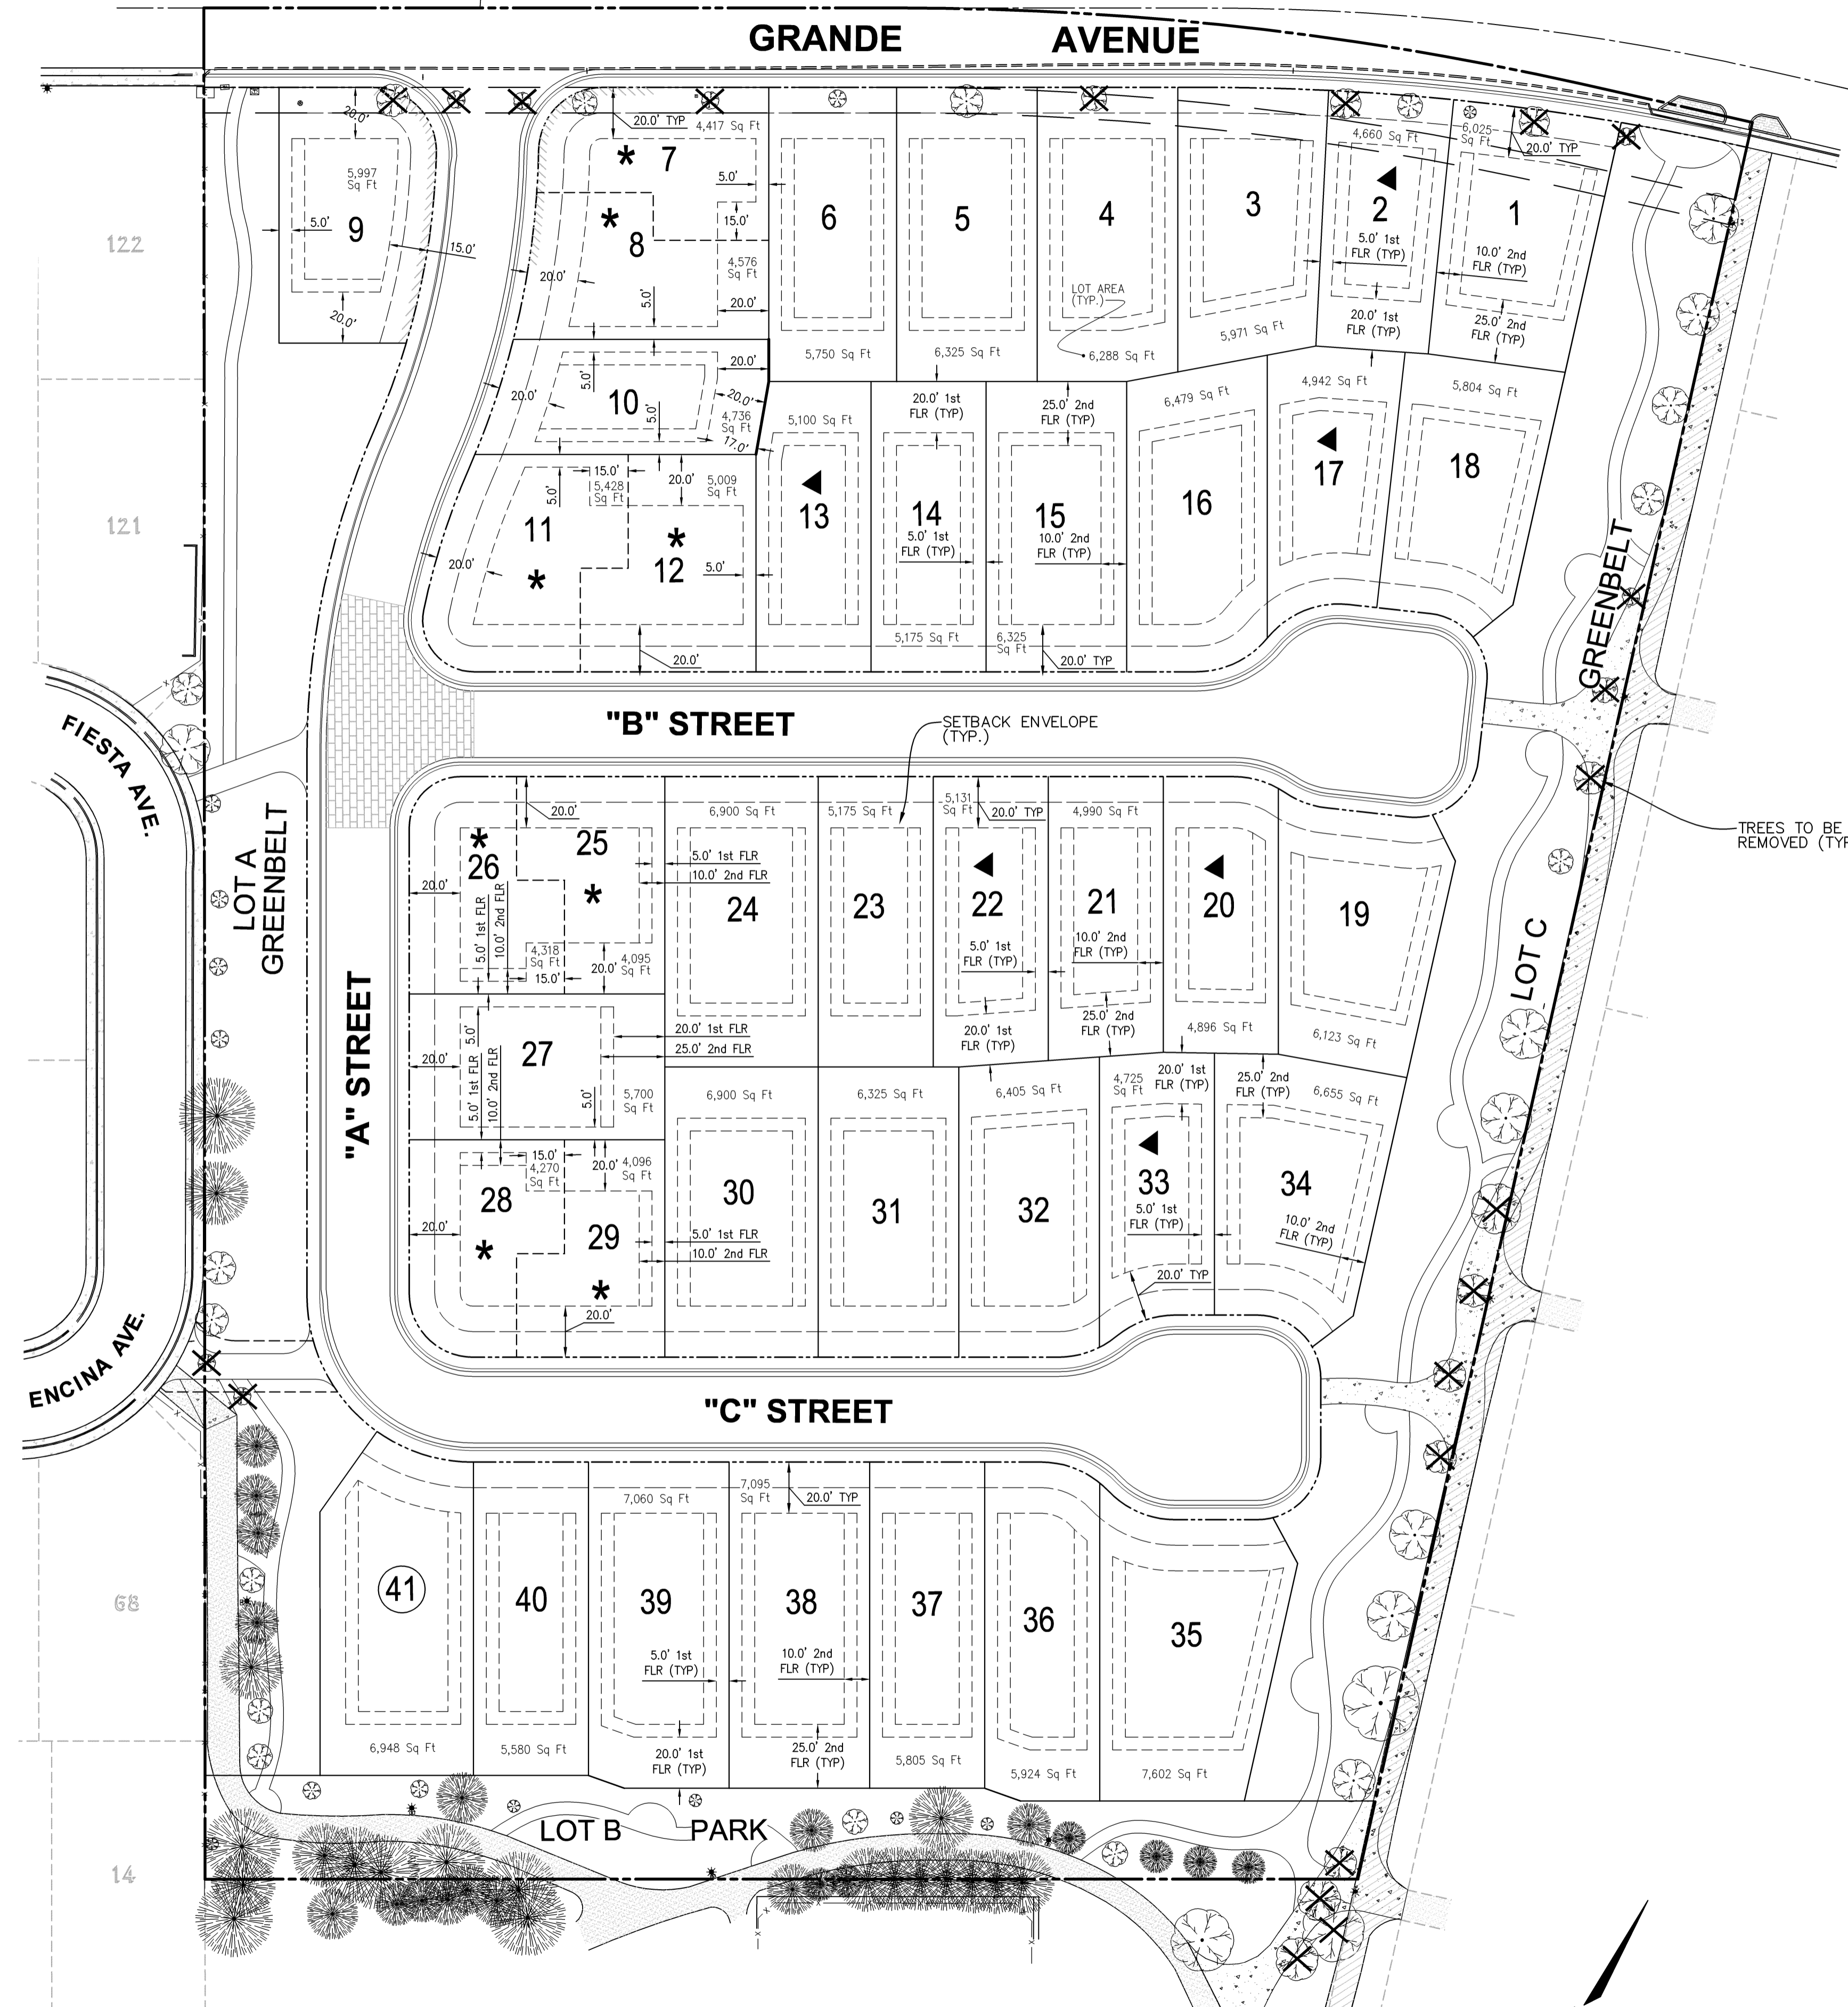 GRANDE AVENUE
20.0'
5,997
Sq Ft
9
5.0'
15.0'
20.0'
20.0' TYP
4,417 Sq Ft
7
*
5.0'
15.0'
*
8
20.0'
4,576
Sq Ft
5.0'
20.0'
6
5,750 Sq Ft
5
6,325 Sq Ft
4
LOT AREA
(TYP.)
6,288 Sq Ft
3
5,971 Sq Ft
4,660 Sq Ft
2
5.0' 1st
FLR (TYP)
20.0' 1st
FLR (TYP)
6,025
Sq Ft
20.0' TYP
1
10.0' 2nd
FLR (TYP)
25.0' 2nd
FLR (TYP)
122
121
20.0'
5.0'
10
5.0'
20.0'
20.0'
4,736
Sq Ft
17.0'
15.0'
5,428
Sq Ft
5.0'
11
*
20.0'
20.0'
5,009
Sq Ft
*
12
5.0'
20.0'
5,100 Sq Ft
13
20.0' 1st
FLR (TYP)
14
5.0' 1st
FLR (TYP)
5,175 Sq Ft
25.0' 2nd
FLR (TYP)
15
10.0' 2nd
FLR (TYP)
6,325
Sq Ft
20.0' TYP
6,479 Sq Ft
16
4,942 Sq Ft
17
5,804 Sq Ft
18
GREENBELT
FIESTA AVE.
"B" STREET
SETBACK ENVELOPE
(TYP.)
TREES TO BE
REMOVED (TYP
LOT A
GREENBELT
"A" STREET
20.0'
*
26
25
*
20.0'
5.0' 1st FLR
10.0' 2nd FLR
4,318
Sq Ft
15.0'
20.0'
4,095
Sq Ft
5.0' 1st FLR
10.0' 2nd FLR
6,900 Sq Ft
24
5,175 Sq Ft
23
5,131
Sq Ft
20.0' TYP
22
5.0' 1st
FLR (TYP)
20.0' 1st
FLR (TYP)
4,990 Sq Ft
21
10.0' 2nd
FLR (TYP)
25.0' 2nd
FLR (TYP)
20
4,896 Sq Ft
19
6,123 Sq Ft
LOT C
20.0'
5.0'
27
5.0' 1st FLR
10.0' 2nd FLR
5.0'
5,700
Sq Ft
20.0' 1st FLR
25.0' 2nd FLR
15.0'
4,270
Sq Ft
20.0'
4,096
Sq Ft
28
*
20.0'
29
*
20.0'
5.0' 1st FLR
10.0' 2nd FLR
6,900 Sq Ft
30
6,325 Sq Ft
31
6,405 Sq Ft
32
4,725
Sq Ft
20.0' 1st
FLR (TYP)
33
5.0' 1st
FLR (TYP)
20.0' TYP
25.0' 2nd
FLR (TYP)
6,655 Sq Ft
34
10.0' 2nd
FLR (TYP)
ENCINA AVE.
"C" STREET
41
6,948 Sq Ft
40
5,580 Sq Ft
7,060 Sq Ft
39
5.0' 1st
FLR (TYP)
20.0' 1st
FLR (TYP)
7,095
Sq Ft
20.0' TYP
38
10.0' 2nd
FLR (TYP)
25.0' 2nd
FLR (TYP)
37
5,805 Sq Ft
36
5,924 Sq Ft
35
7,602 Sq Ft
68
14
LOT B PARK